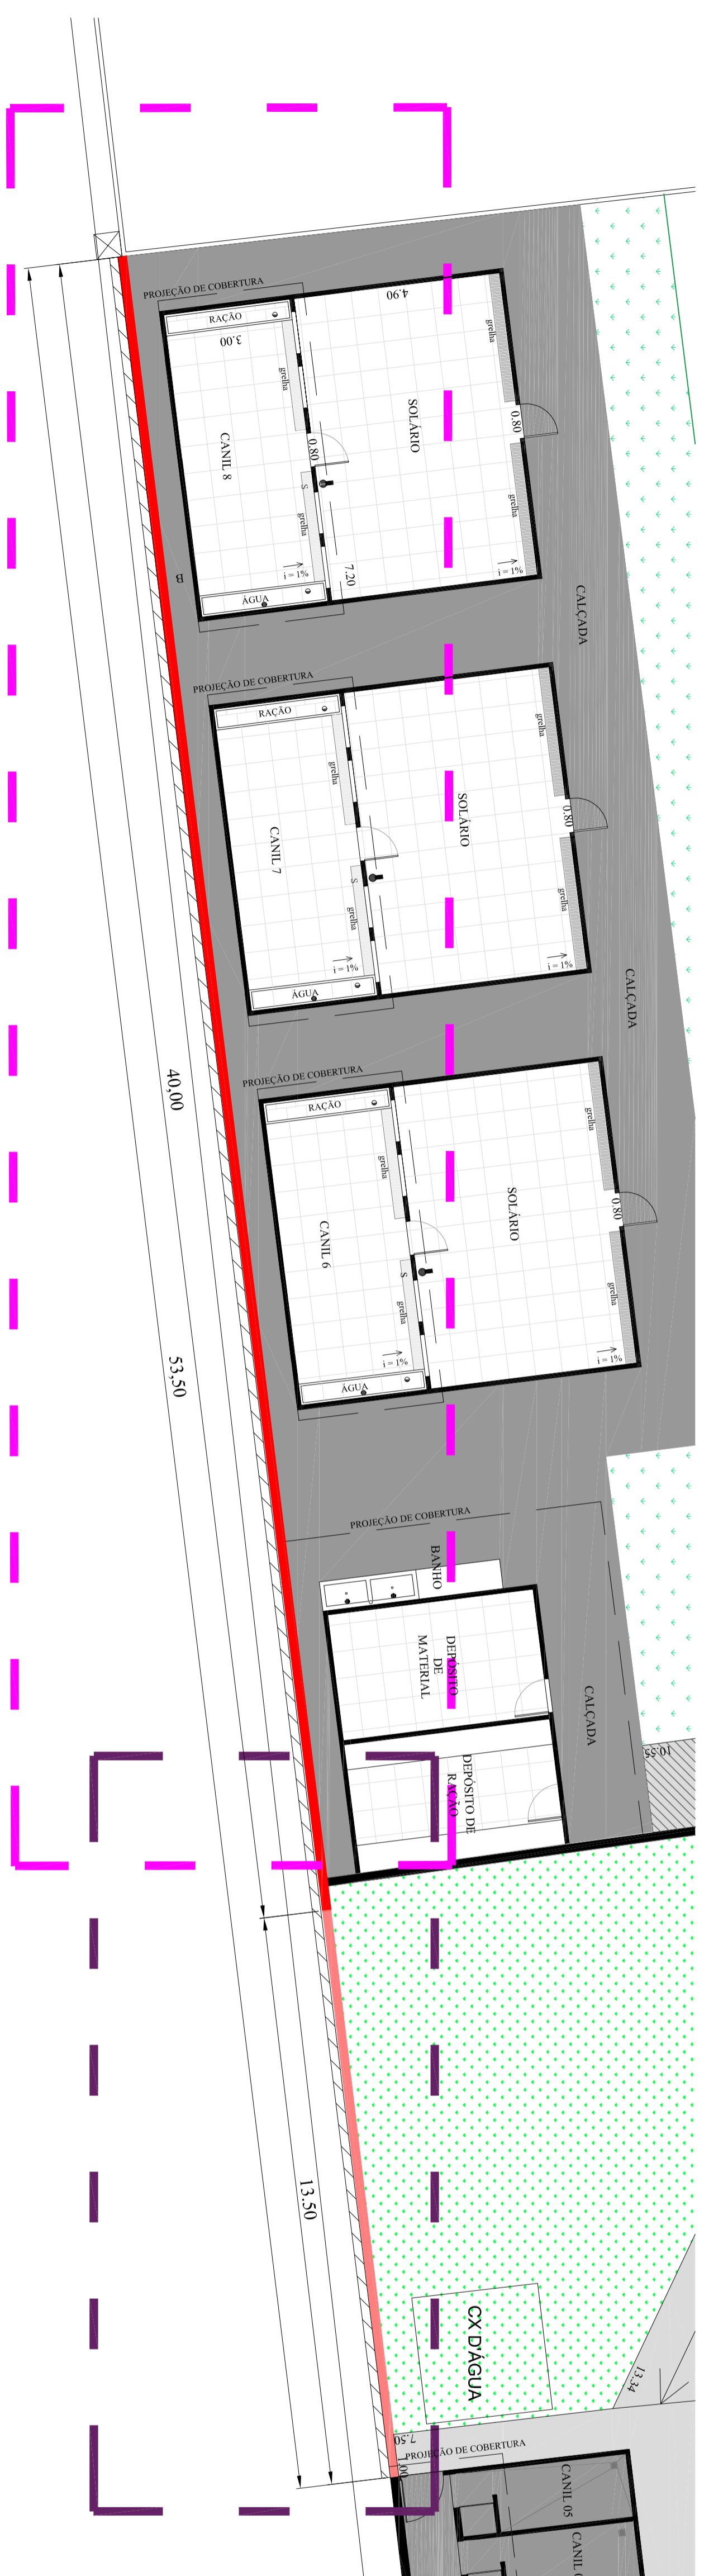 PROJEÇÃO DE COBERTURA
RAÇÃO
3.00
4.90
grelha
grelha
CANIL 8
SOLÁRIO
0.80
0.80
S
grelha
grelha
i = 1%
i = 1%
7.20
ÁGUA
B
CALÇADA
PROJEÇÃO DE COBERTURA
RAÇÃO
grelha
grelha
CANIL 7
SOLÁRIO
0.80
S
grelha
grelha
i = 1%
i = 1%
ÁGUA
CALÇADA
40,00
PROJEÇÃO DE COBERTURA
RAÇÃO
grelha
grelha
CANIL 6
SOLÁRIO
0.80
S
grelha
grelha
i = 1%
i = 1%
ÁGUA
53,50
PROJEÇÃO DE COBERTURA
BANHO
DEPÓSITO
DE
MATERIAL
CALÇADA
10.55
DEPÓSITO DE
RAÇÃO
13.50
CX D'ÁGUA
13.34
7.50
PROJEÇÃO DE COBERTURA
CANIL 05
CANIL